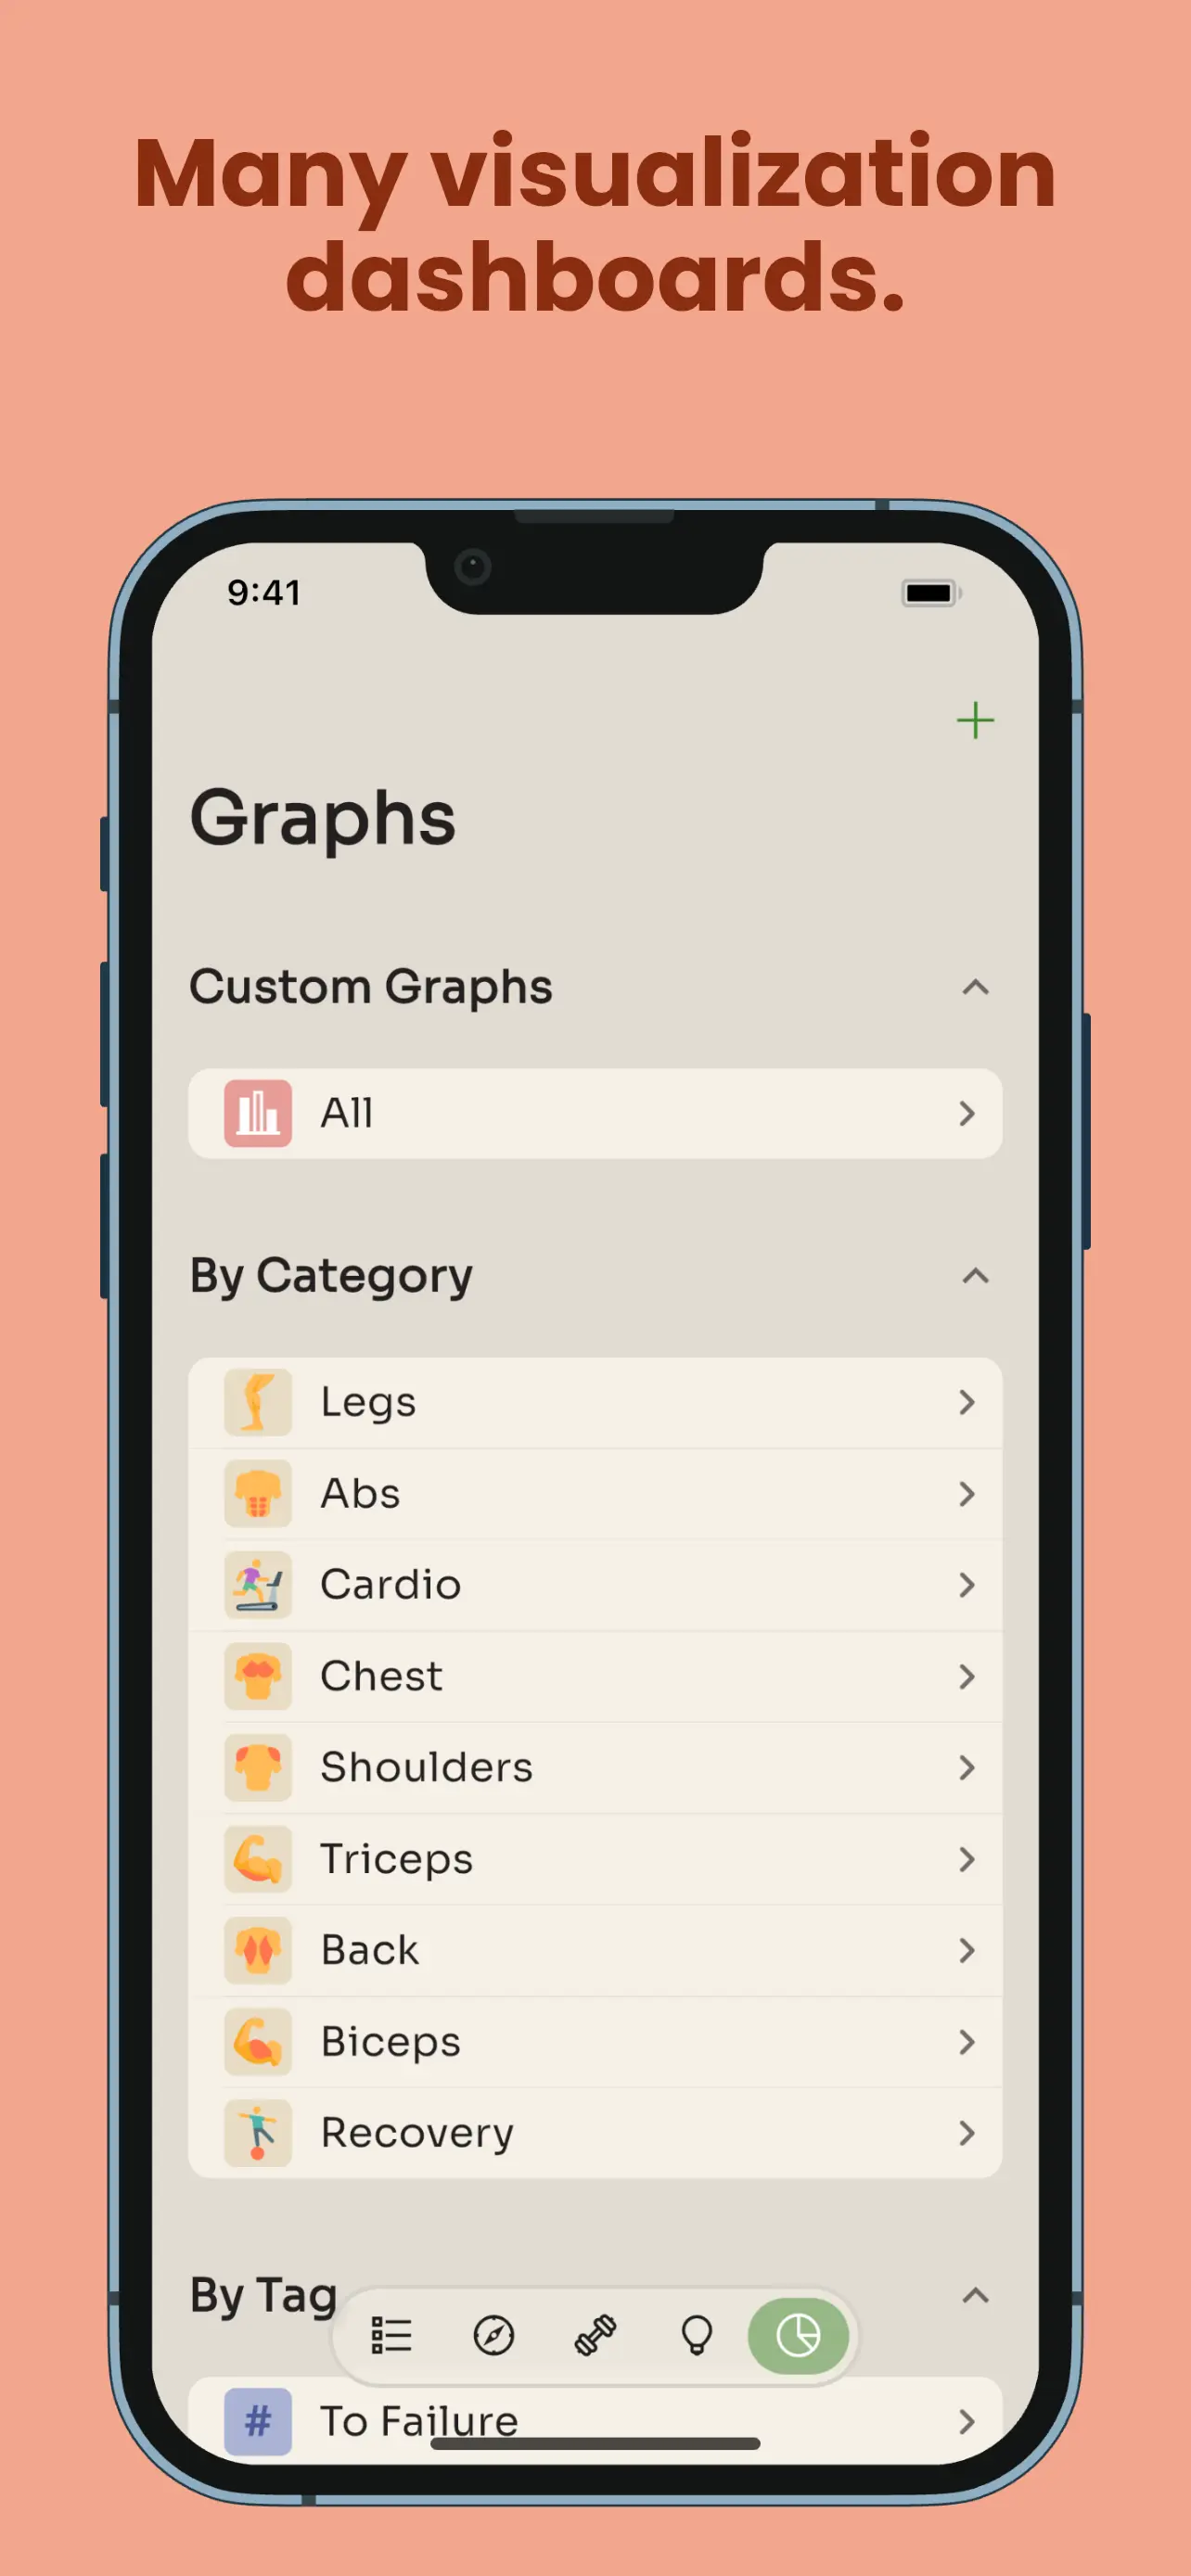 Many visualization
dashboards.
9:41
Graphs
Custom Graphs
All
By Category
Legs
Abs
Cardio
Chest
Shoulders
Triceps
Back
Biceps
Recovery
By Tag
# To Failure